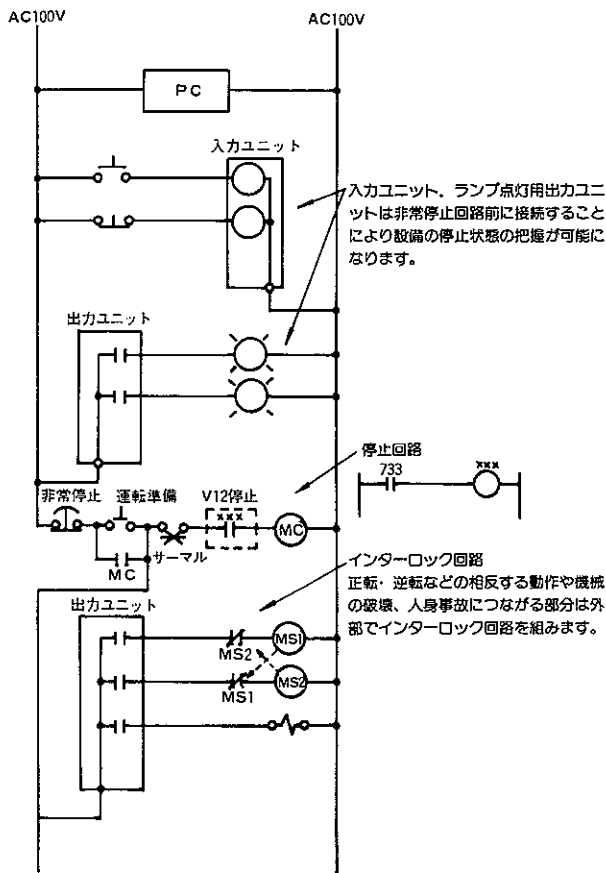 AC100V
AC100V
PC
入力ユニット
入力ユニット、ランプ点灯用出力ユニ
ットは非常停止回路前に接続すること
により設備の停止状態の把握が可能に
なります。
出力ユニット
停止回路
733
×××
非常停止
運転準備
V12停止
×××
MC
サーマル
MC
インターロック回路
正転・逆転などの相反する動作や機械
の破壊、人身事故につながる部分は外
部でインターロック回路を組みます。
出力ユニット
MS1
MS2
MS2
MS1